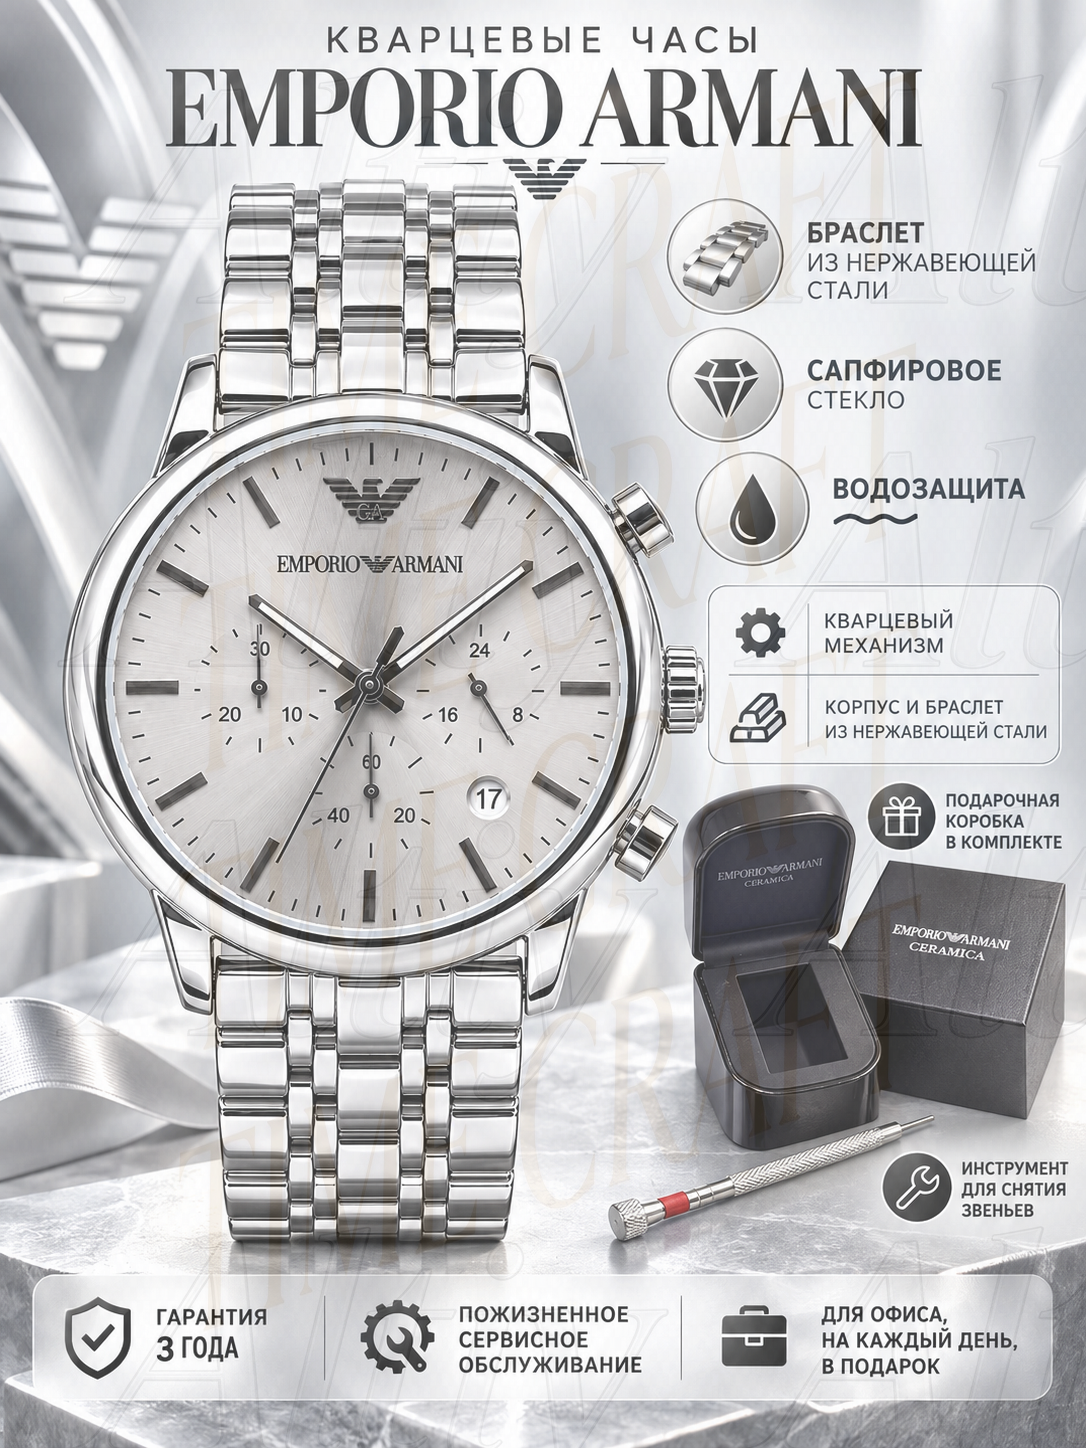 КВАРЦЕВЫЕ ЧАСЫ
EMPORIO ARMANI
БРАСЛЕТ
ИЗ НЕРЖАВЕЮЩЕЙ
СТАЛИ
САПФИРОВОЕ
СТЕКЛО
ВОДОЗАЩИТА
GA
EMPORIO ARMANI
30
20 10
24
16 8
60
40 20
17
КВАРЦЕВЫЙ
МЕХАНИЗМ
КОРПУС И БРАСЛЕТ
ИЗ НЕРЖАВЕЮЩЕЙ СТАЛИ
ПОДАРОЧНАЯ
КОРОБКА
В КОМПЛЕКТЕ
EMPORIO ARMANI
CERAMICA
EMPORIO ARMANI
CERAMICA
ИНСТРУМЕНТ
ДЛЯ СНЯТИЯ
ЗВЕНЬЕВ
ГАРАНТИЯ
3 ГОДА
ПОЖИЗНЕННОЕ
СЕРВИСНОЕ
ОБСЛУЖИВАНИЕ
ДЛЯ ОФИСА,
НА КАЖДЫЙ ДЕНЬ,
В ПОДАРОК